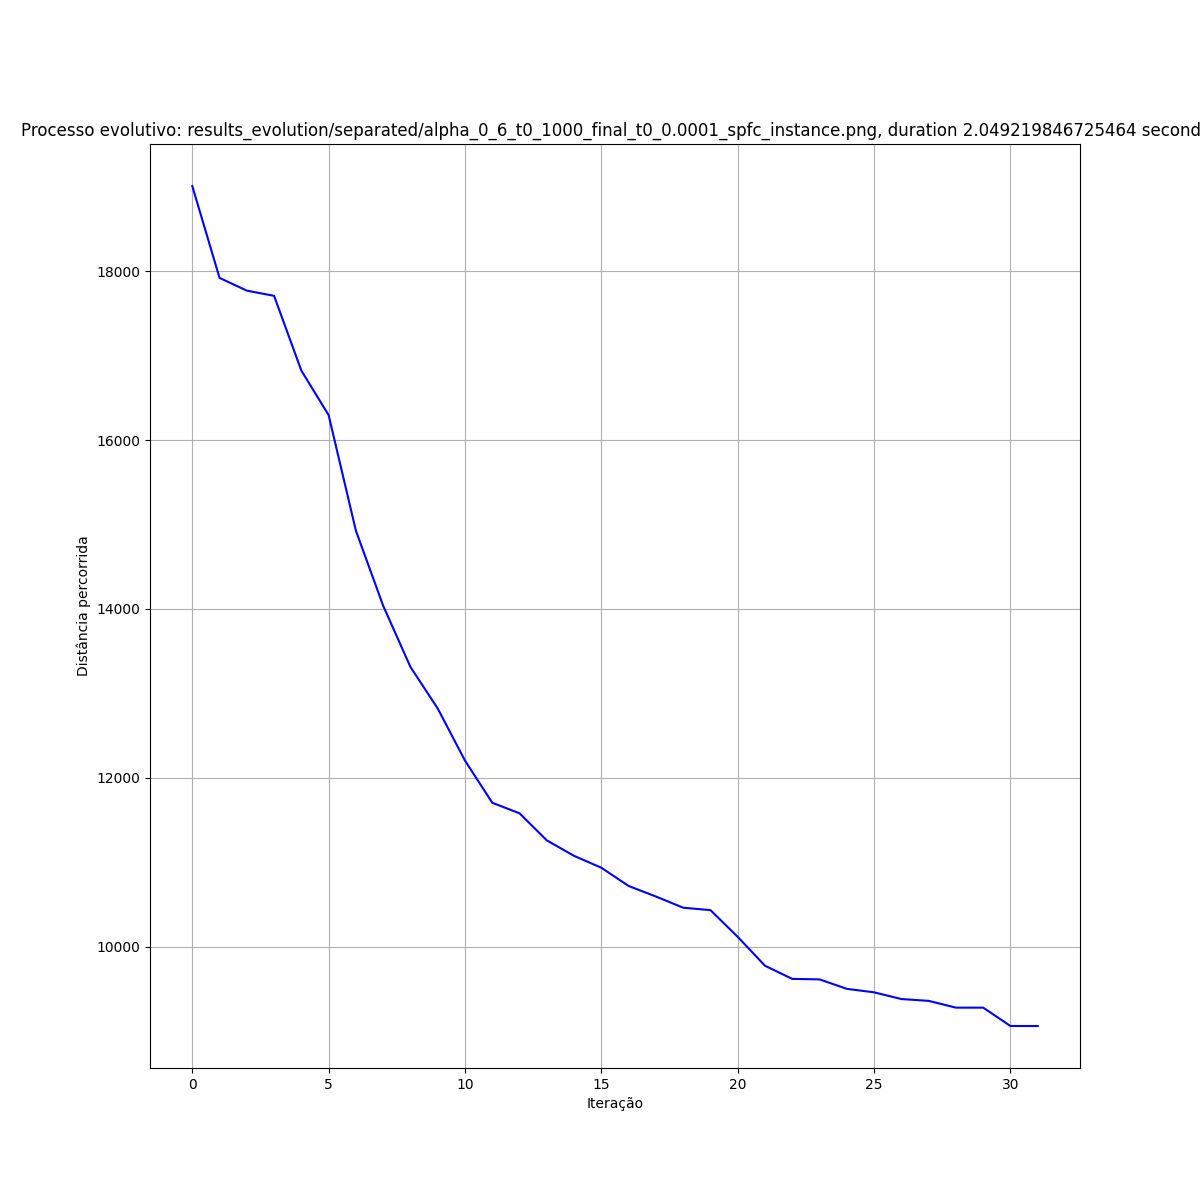 Processo evolutivo: results_evolution/separated/alpha_0_6_t0_1000_final_t0_0.0001_spfc_instance.png, duration 2.049219846725464 second
18000
16000
14000
12000
10000
Distância percorrida
0 5 10 15 20 25 30
Iteração